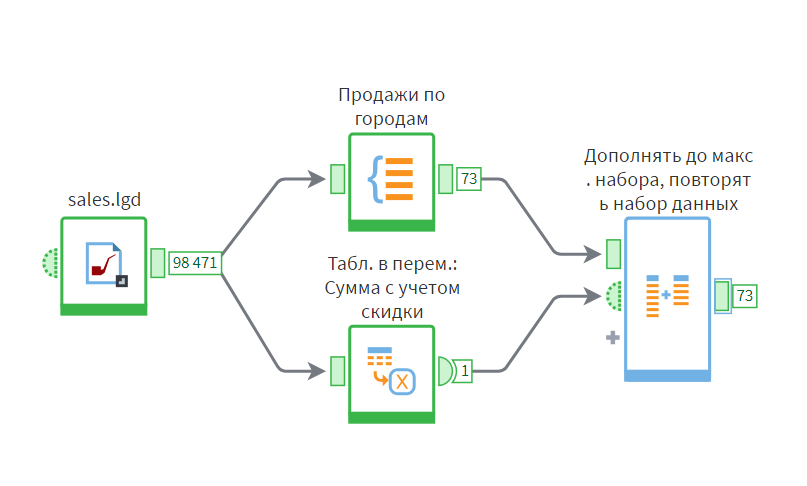 Продажи по
городам
73
sales.lgd
98 471
Табл. в перем.:
Сумма с учетом
скидки
X
1
Дополнять до макс
. набора, повторят
ь набор данных
73